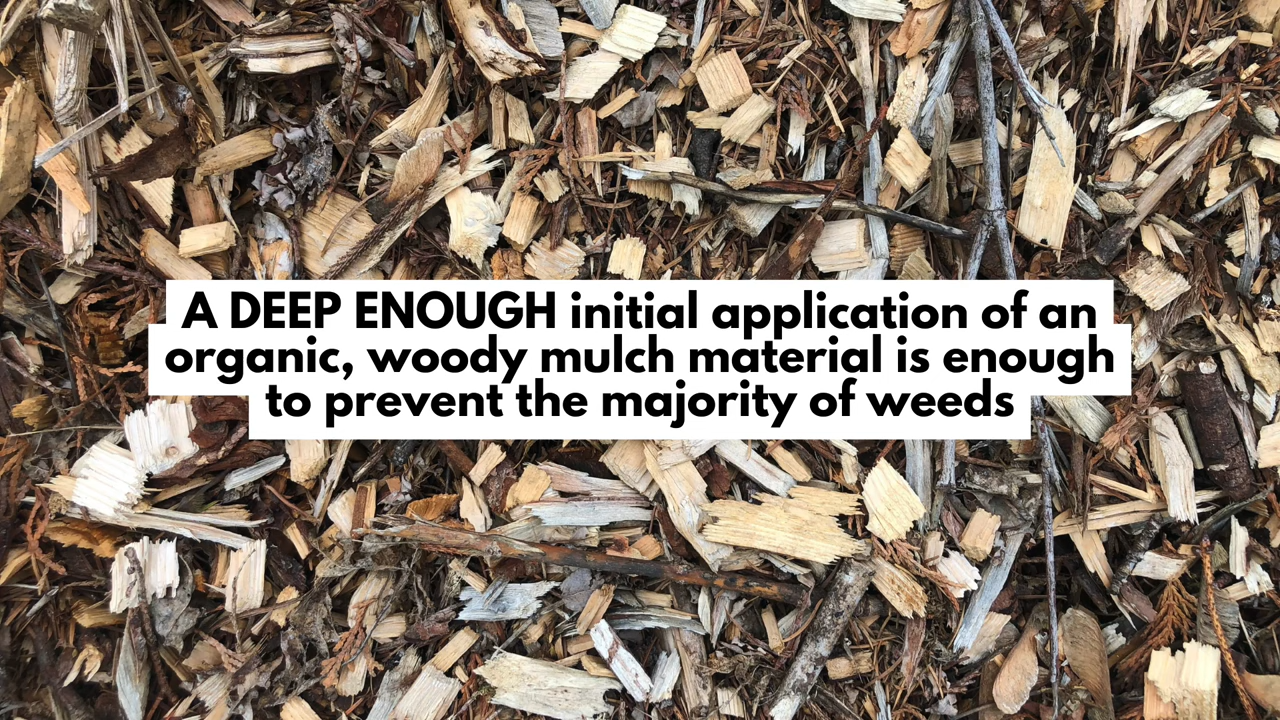 A DEEP ENOUGH initial application of an
organic, woody mulch material is enough
to prevent the majority of weeds